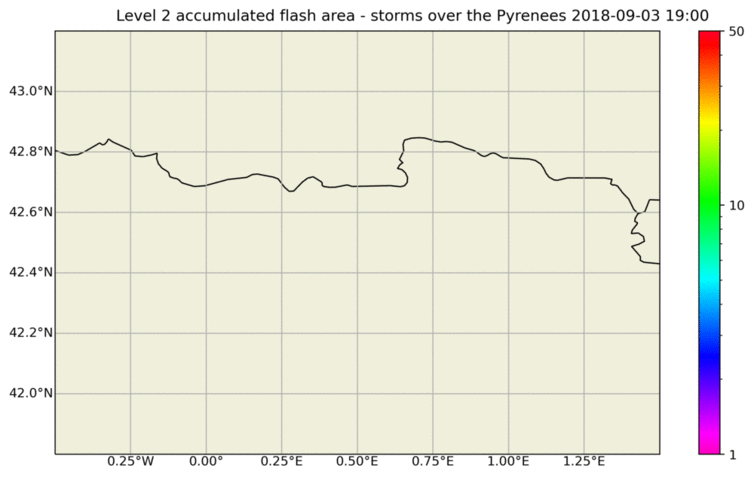 Level 2 accumulated flash area - storms over the Pyrenees 2018-09-03 19:00
50
43.0°N
42.8°N
42.6°N
10
42.4°N
42.2°N
42.0°N
1
0.25°W 0.00° 0.25°E 0.50°E 0.75°E 1.00°E 1.25°E